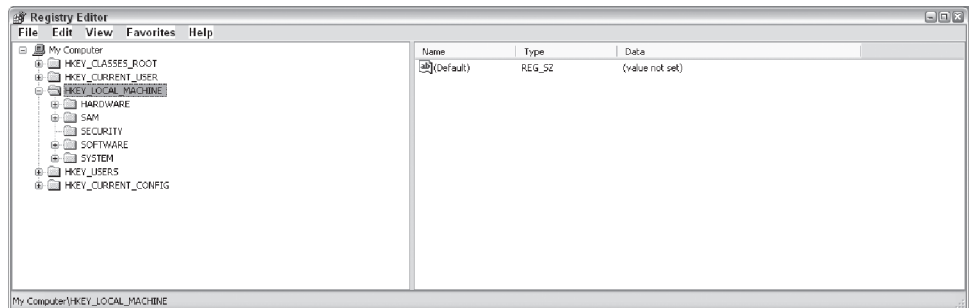 Registry Editor
File Edit View Favorites Help
My Computer
HKEY_CLASSES_ROOT
HKEY_CURRENT_USER
HKEY_LOCAL_MACHINE
HARDWARE
SAM
SECURITY
SOFTWARE
SYSTEM
HKEY_USERS
HKEY_CURRENT_CONFIG
Name Type Data
ab (Default) REG_SZ (value not set)
My Computer\HKEY_LOCAL_MACHINE